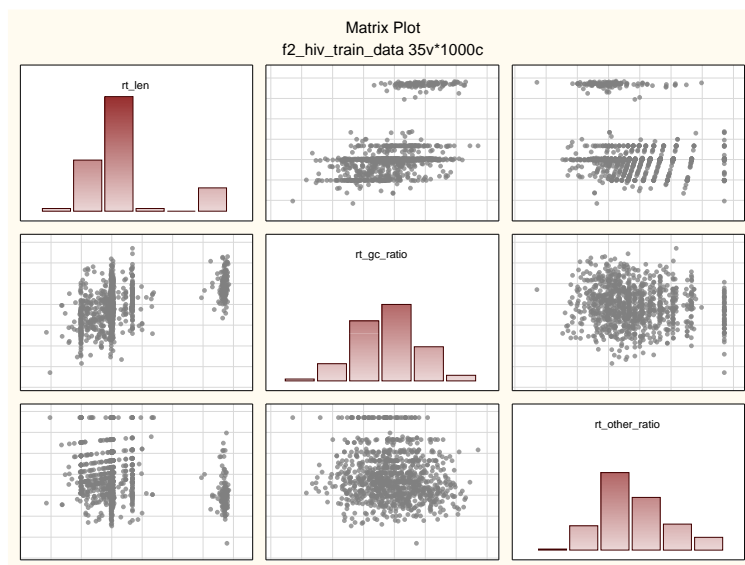 Matrix Plot
f2_hiv_train_data 35v*1000c
rt_len
rt_gc_ratio
rt_other_ratio